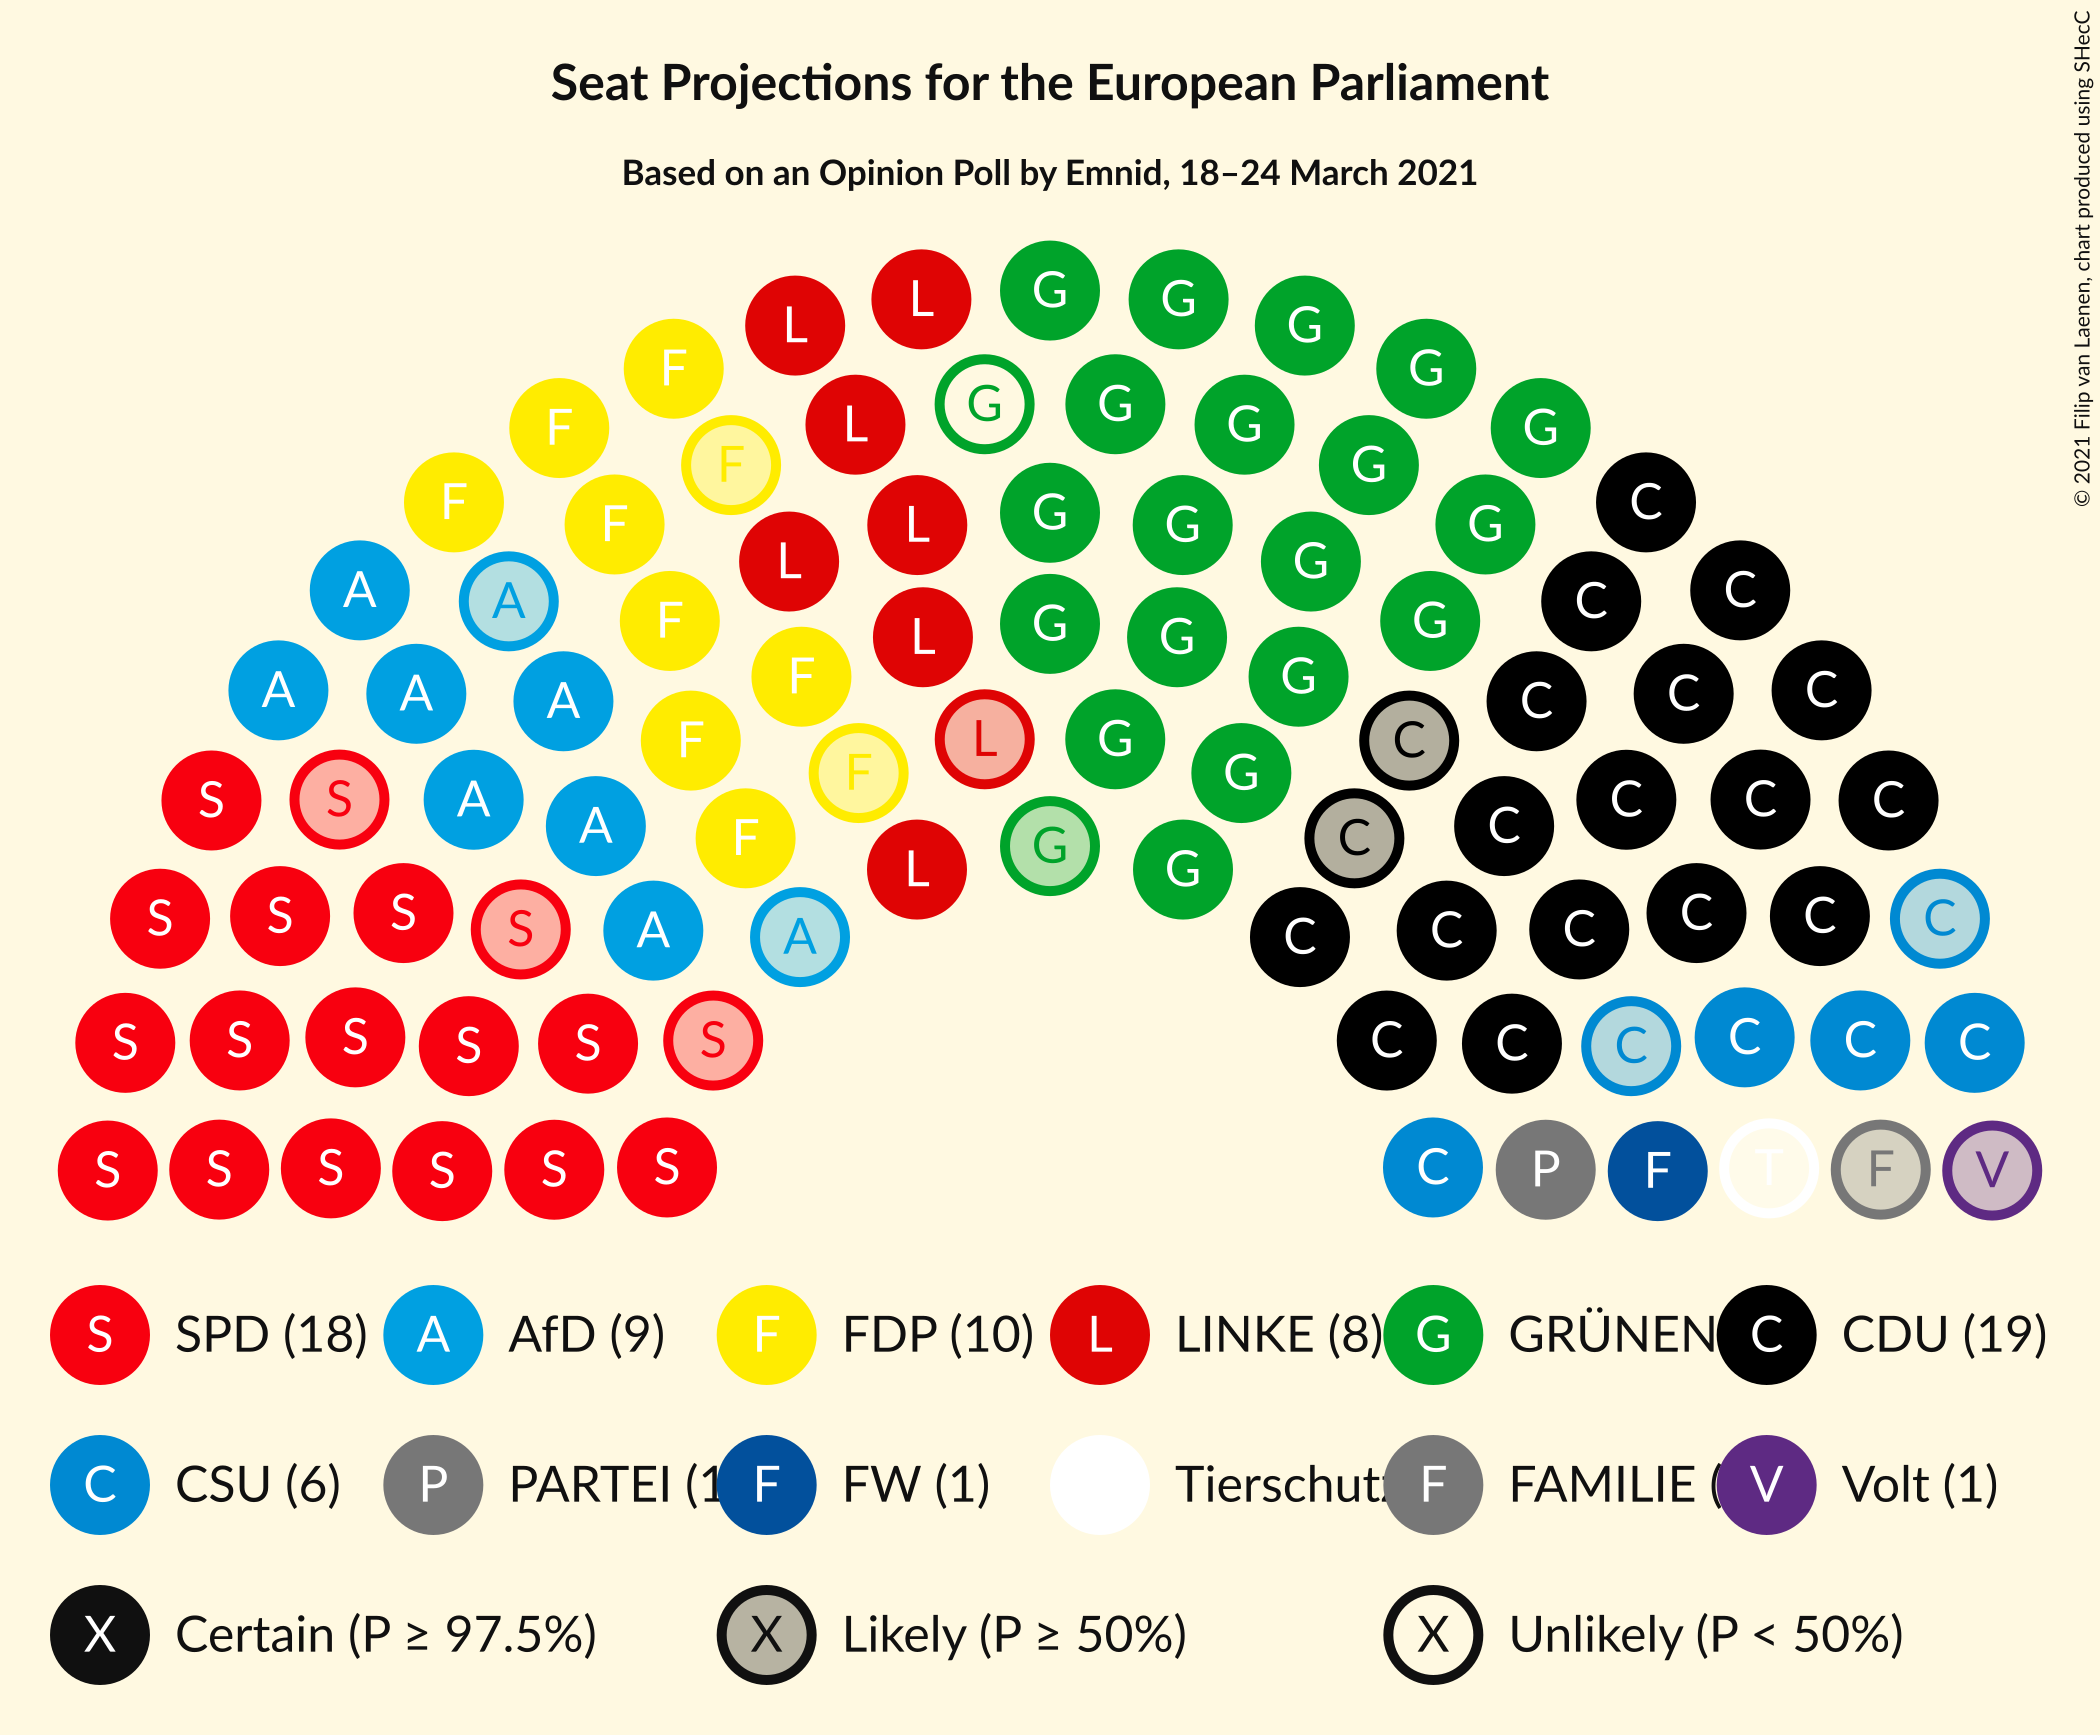 Seat Projections for the European Parliament
Based on an Opinion Poll by Emnid, 18–24 March 2021
© 2021 Filip van Laenen, chart produced using SHecC
G
L G
L G
F G
L G G
F L G G
F G
F G C
L G G
F F G G
A A C C
F G G G
L G
F G
A A A F G C C C C
F L G C
S S A F G C C C C
A F G C C
L G
S S S S A A C C C C C C
S S S S S S C C C C C C
S S S S S S C P F T F V
S SPD (18) A AfD (9) F FDP (10) L LINKE (8) G GRÜNEN C CDU (19)
C CSU (6) P PARTEI (1 F FW (1) Tierschutz F FAMILIE ( V Volt (1)
X Certain (P ≥ 97.5%) X Likely (P ≥ 50%) X Unlikely (P < 50%)